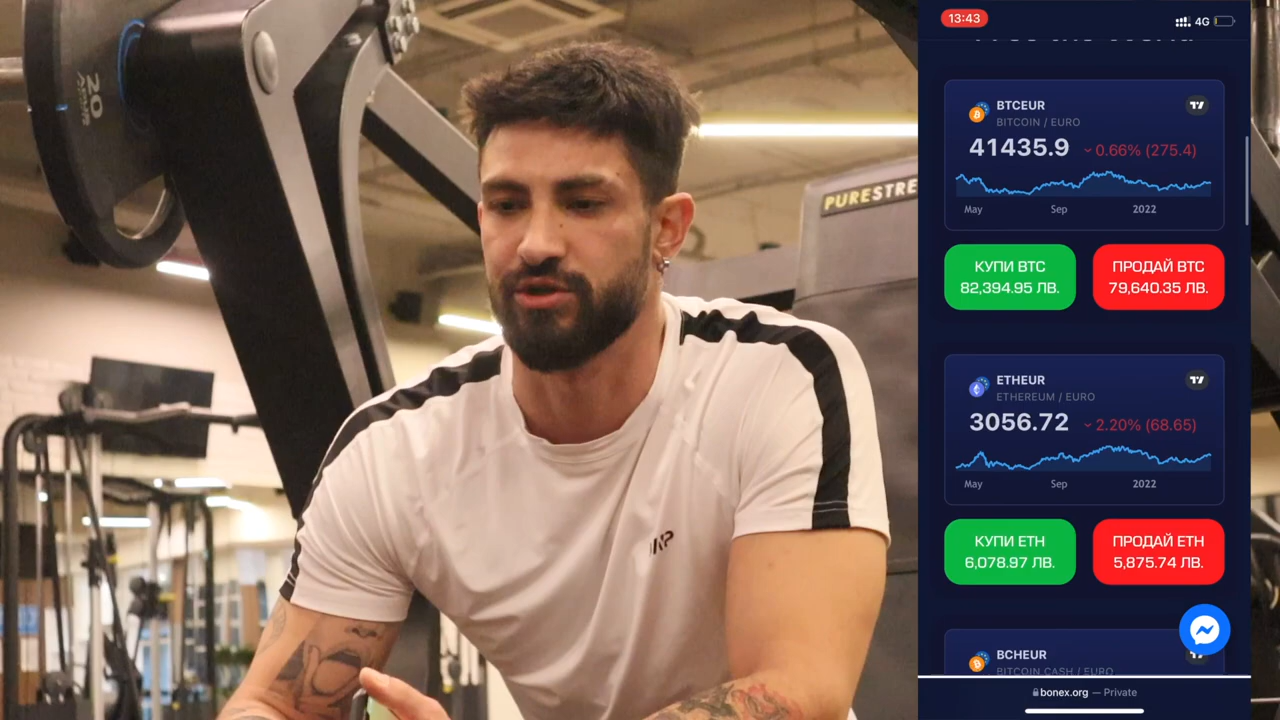 20
PURESTRE
13:43
4G
BTCEUR
BITCOIN / EURO
41435.9
0.66% (275.4)
May
Sep
2022
КУПИ BTC
82,394.95 ЛВ.
ПРОДАЙ BTC
79,640.35 ЛВ.
ETHEUR
ETHEREUM / EURO
3056.72
2.20% (68.65)
May
Sep
2022
КУПИ ETH
6,078.97 ЛВ.
ПРОДАЙ ETH
5,875.74 ЛВ.
BCHEUR
BITCOIN CASH / EURO
bonex.org — Private